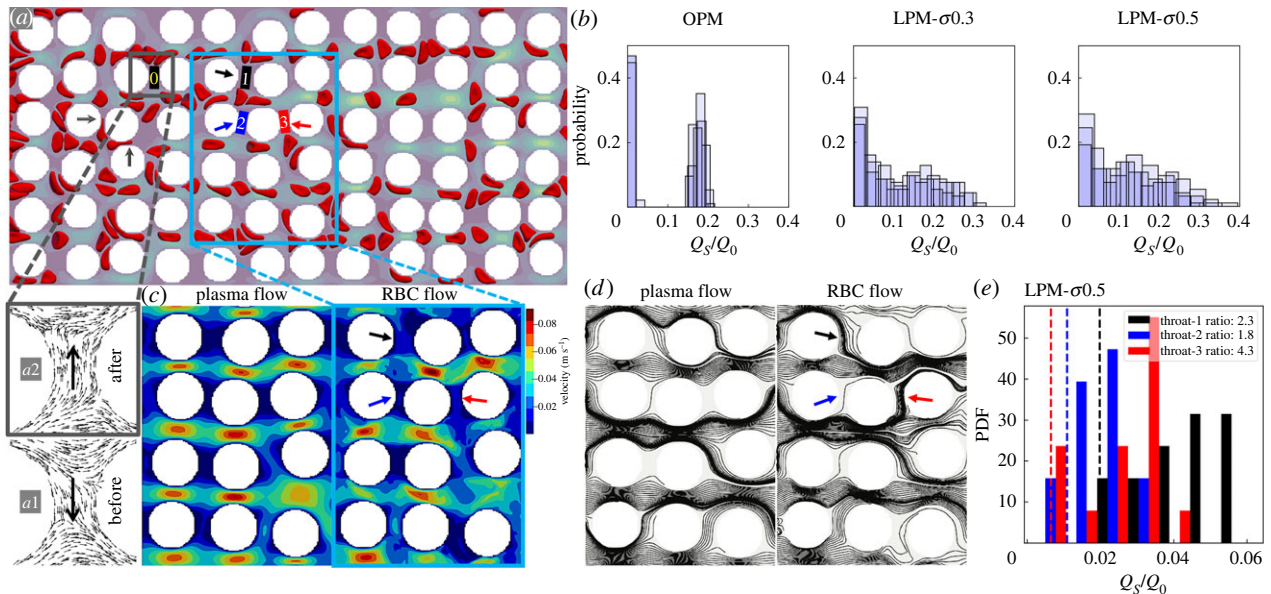 (a)
0
1
2
3
(b)
OPM
LPM-σ0.3
LPM-σ0.5
probability
0.4
0.2
0 0.1 0.2 0.3 0.4
Q_S/Q_0
0.4
0.2
0 0.1 0.2 0.3 0.4
Q_S/Q_0
0.4
0.2
0 0.1 0.2 0.3 0.4
Q_S/Q_0
a2
after
a1
before
(c)
plasma flow
RBC flow
0.08
0.06
0.04
0.02
velocity (m s⁻¹)
(d)
plasma flow
RBC flow
(e)
LPM-σ0.5
throat-1 ratio: 2.3
throat-2 ratio: 1.8
throat-3 ratio: 4.3
PDF
50
40
30
20
10
0 0.02 0.04 0.06
Q_S/Q_0